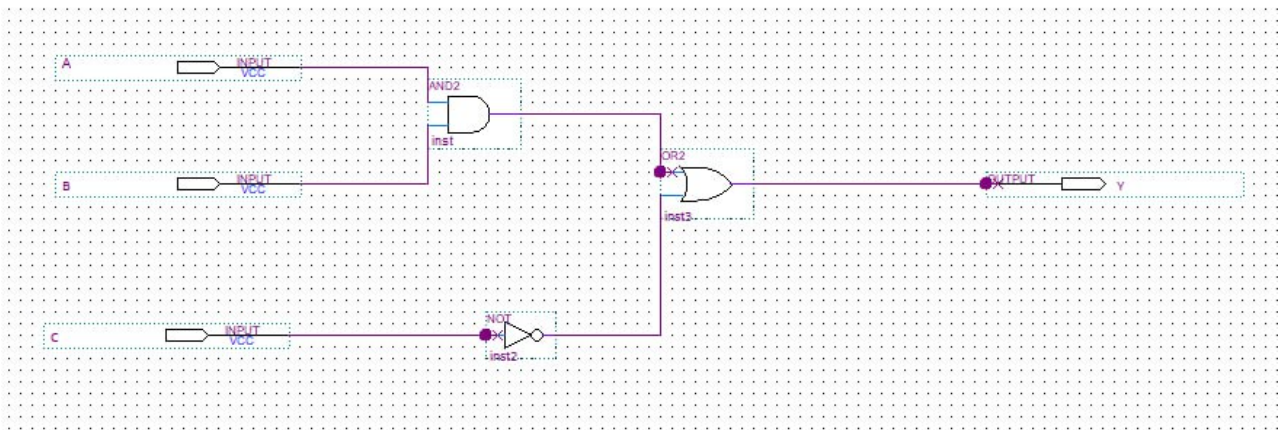 A INPUT
VCC
AND2
inst
B INPUT
VCC
OR2
inst3
OUTPUT Y
C INPUT
VCC
NOT
inst2